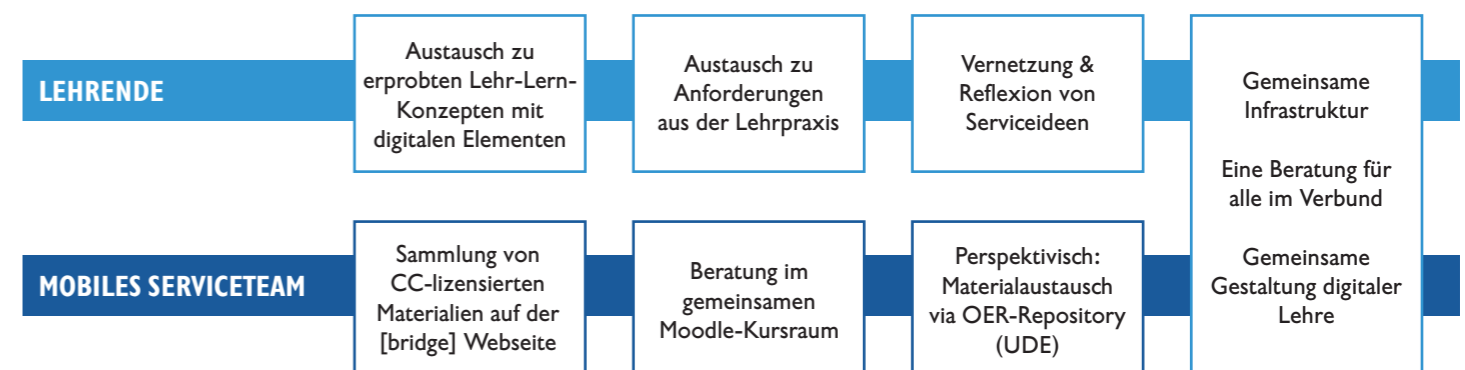 LEHRENDE
Austausch zu
erprobten Lehr-Lern-
Konzepten mit
digitalen Elementen
Austausch zu
Anforderungen
aus der Lehrpraxis
Vernetzung &
Reflexion von
Serviceideen
Gemeinsame
Infrastruktur
Eine Beratung für
alle im Verbund
Gemeinsame
Gestaltung digitaler
Lehre
MOBILES SERVICETEAM
Sammlung von
CC-lizensierten
Materialien auf der
[bridge] Webseite
Beratung im
gemeinsamen
Moodle-Kursraum
Perspektivisch:
Materialaustausch
via OER-Repository
(UDE)